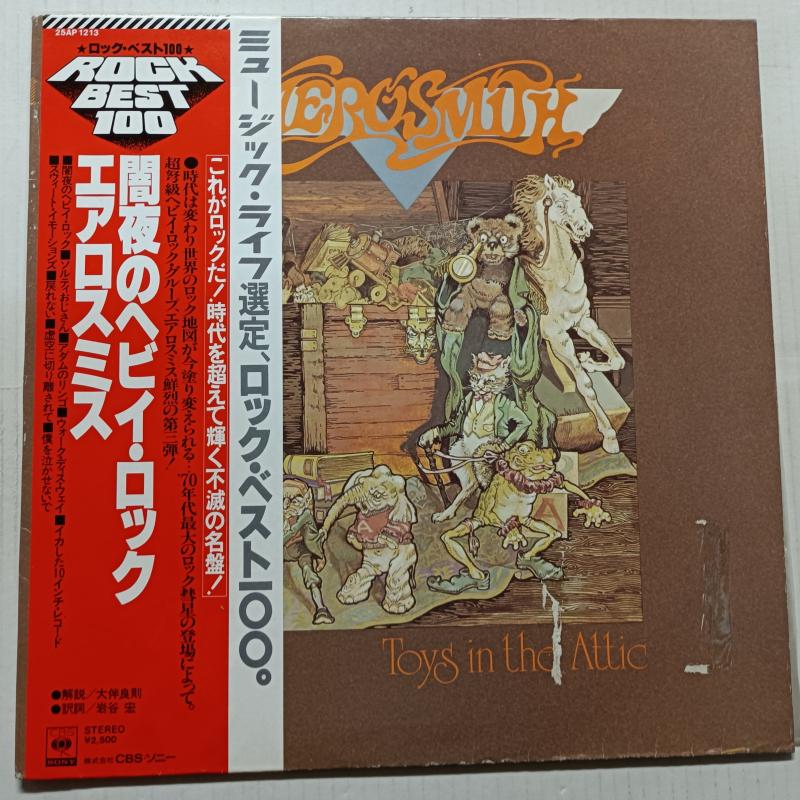 25AP 1213
★ロック・ベスト100★
ROCK
BEST
100
ミュージック・ライフ選定、ロック・ベスト一〇〇。
これがロックだ!時代を超えて輝く不滅の名盤!
●時代は変わり世界のロック地図が今塗り変えられる…'70年代最大のロック彗星の登場によって。
超弩級ヘビイ・ロック・グループ、エアロスミス鮮烈の第三弾!
闇夜のヘビイ・ロック
エアロスミス
■闇夜のヘビイ・ロック■ソルティおじさん■アダムのリンゴ■ウォーク・ディス・ウェイ■イカした10インチ・レコード
■スウィート・イモーションズ■戻れない■虚空に切り離されて■僕を泣かせないで
●解説/大伴良則
●訳詞/岩谷 宏
CBS
SONY
STEREO
¥2,500
株式会社CBS・ソニー
AEROSMITH
A
Toys in the Attic